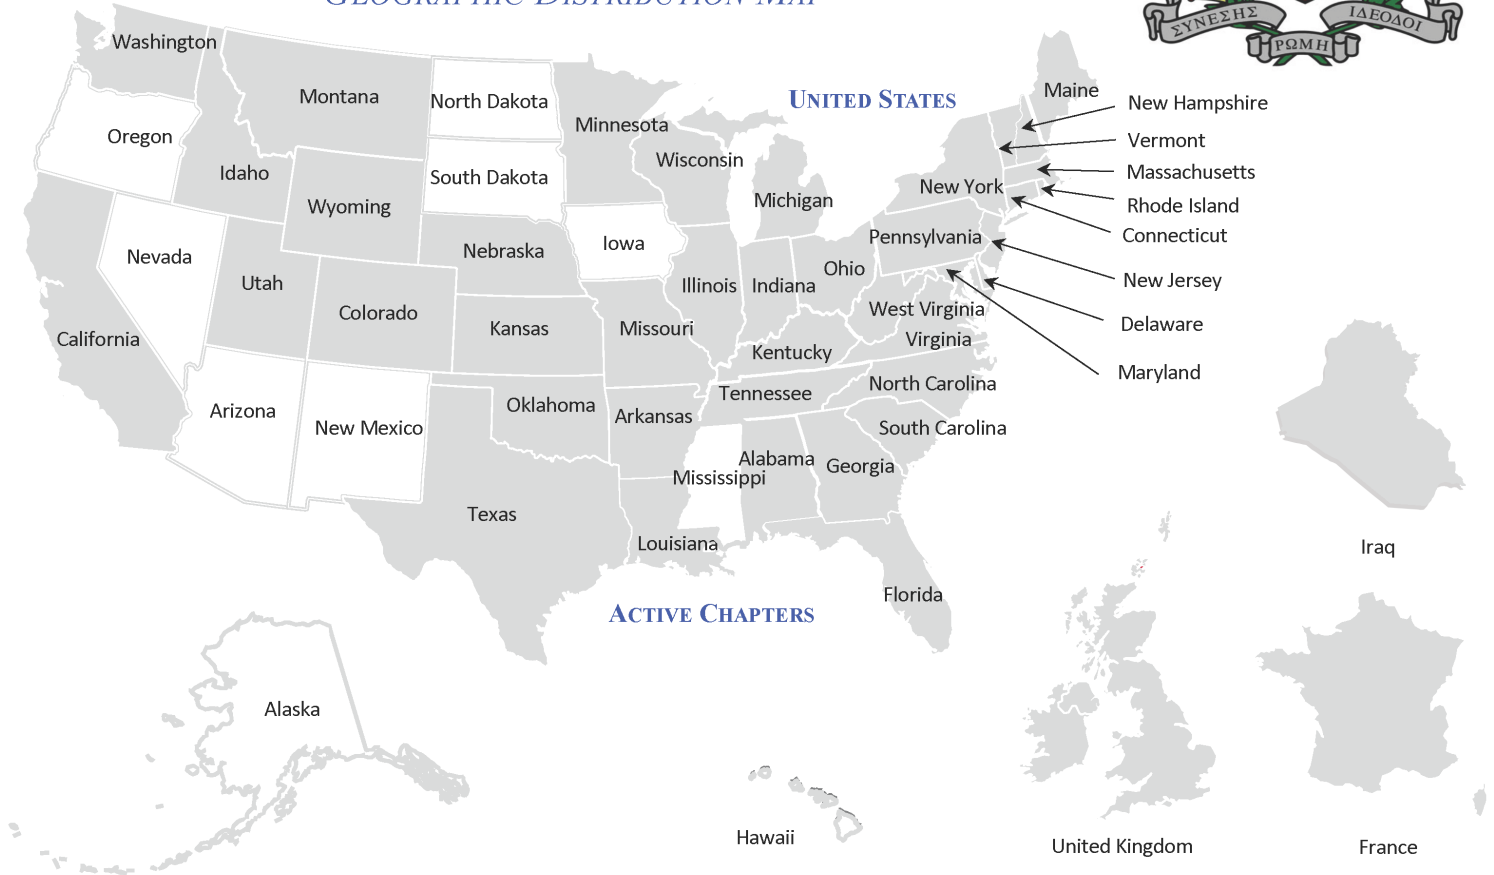 GEOGRAPHIC DISTRIBUTION MAP
ΣΥΝΕΣΗΣ
ΙΔΕΟΔΟΙ
ΡΩΜΗ
UNITED STATES
Washington
Montana
North Dakota
Minnesota
Maine
New Hampshire
Oregon
Vermont
Idaho
South Dakota
Wisconsin
Massachusetts
Wyoming
Michigan
New York
Rhode Island
Nevada
Nebraska
Iowa
Pennsylvania
Connecticut
Utah
Illinois
Indiana
Ohio
New Jersey
California
Colorado
Kansas
Missouri
West Virginia
Delaware
Kentucky
Virginia
Maryland
Arizona
New Mexico
Oklahoma
Arkansas
Tennessee
North Carolina
South Carolina
Mississippi
Alabama
Georgia
Texas
Louisiana
Iraq
Florida
ACTIVE CHAPTERS
Alaska
Hawaii
United Kingdom
France